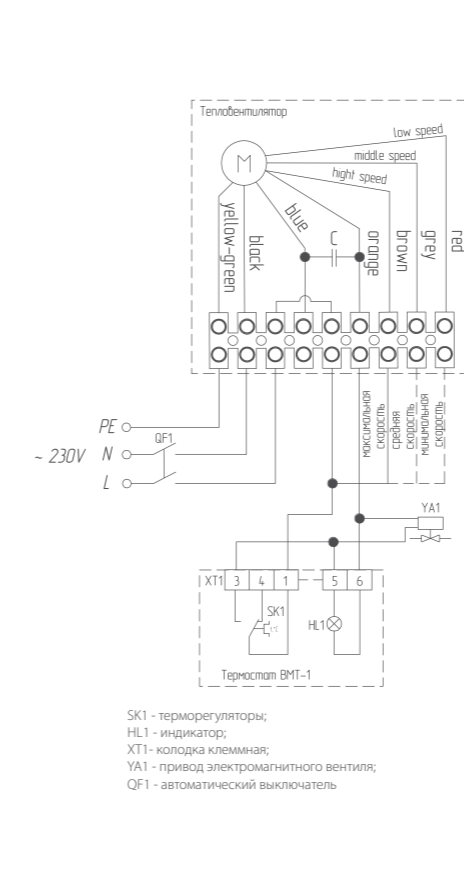 Тепловентилятор
low speed
middle speed
hight speed
M
yellow-green
black
blue
C
orange
brown
grey
red
максимальная
скорость
средняя
скорость
минимальная
скорость
PE
QF1
~ 230V N
L
YA1
XT1 3 4 1 5 6
SK1
HL1
Термостат ВМТ-1
SK1 - терморегуляторы;
HL1 - индикатор;
XT1- колодка клеммная;
YA1 - привод электромагнитного вентиля;
QF1 - автоматический выключатель